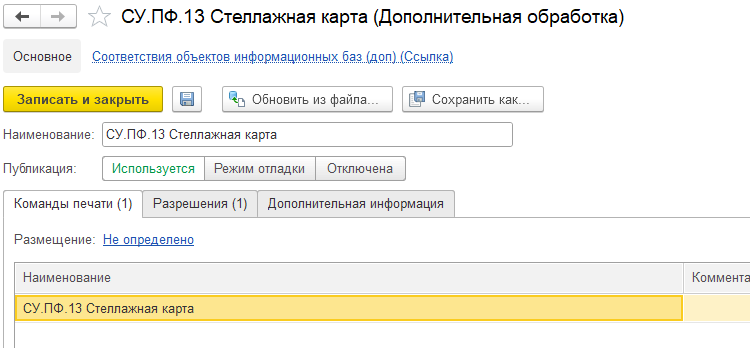 СУ.ПФ.13 Стеллажная карта (Дополнительная обработка)
Основное Соответствия объектов информационных баз (доп) (Ссылка)
Записать и закрыть Обновить из файла... Сохранить как...
Наименование: СУ.ПФ.13 Стеллажная карта
Публикация: Используется Режим отладки Отключена
Команды печати (1) Разрешения (1) Дополнительная информация
Размещение: Не определено
Наименование Коммента
СУ.ПФ.13 Стеллажная карта